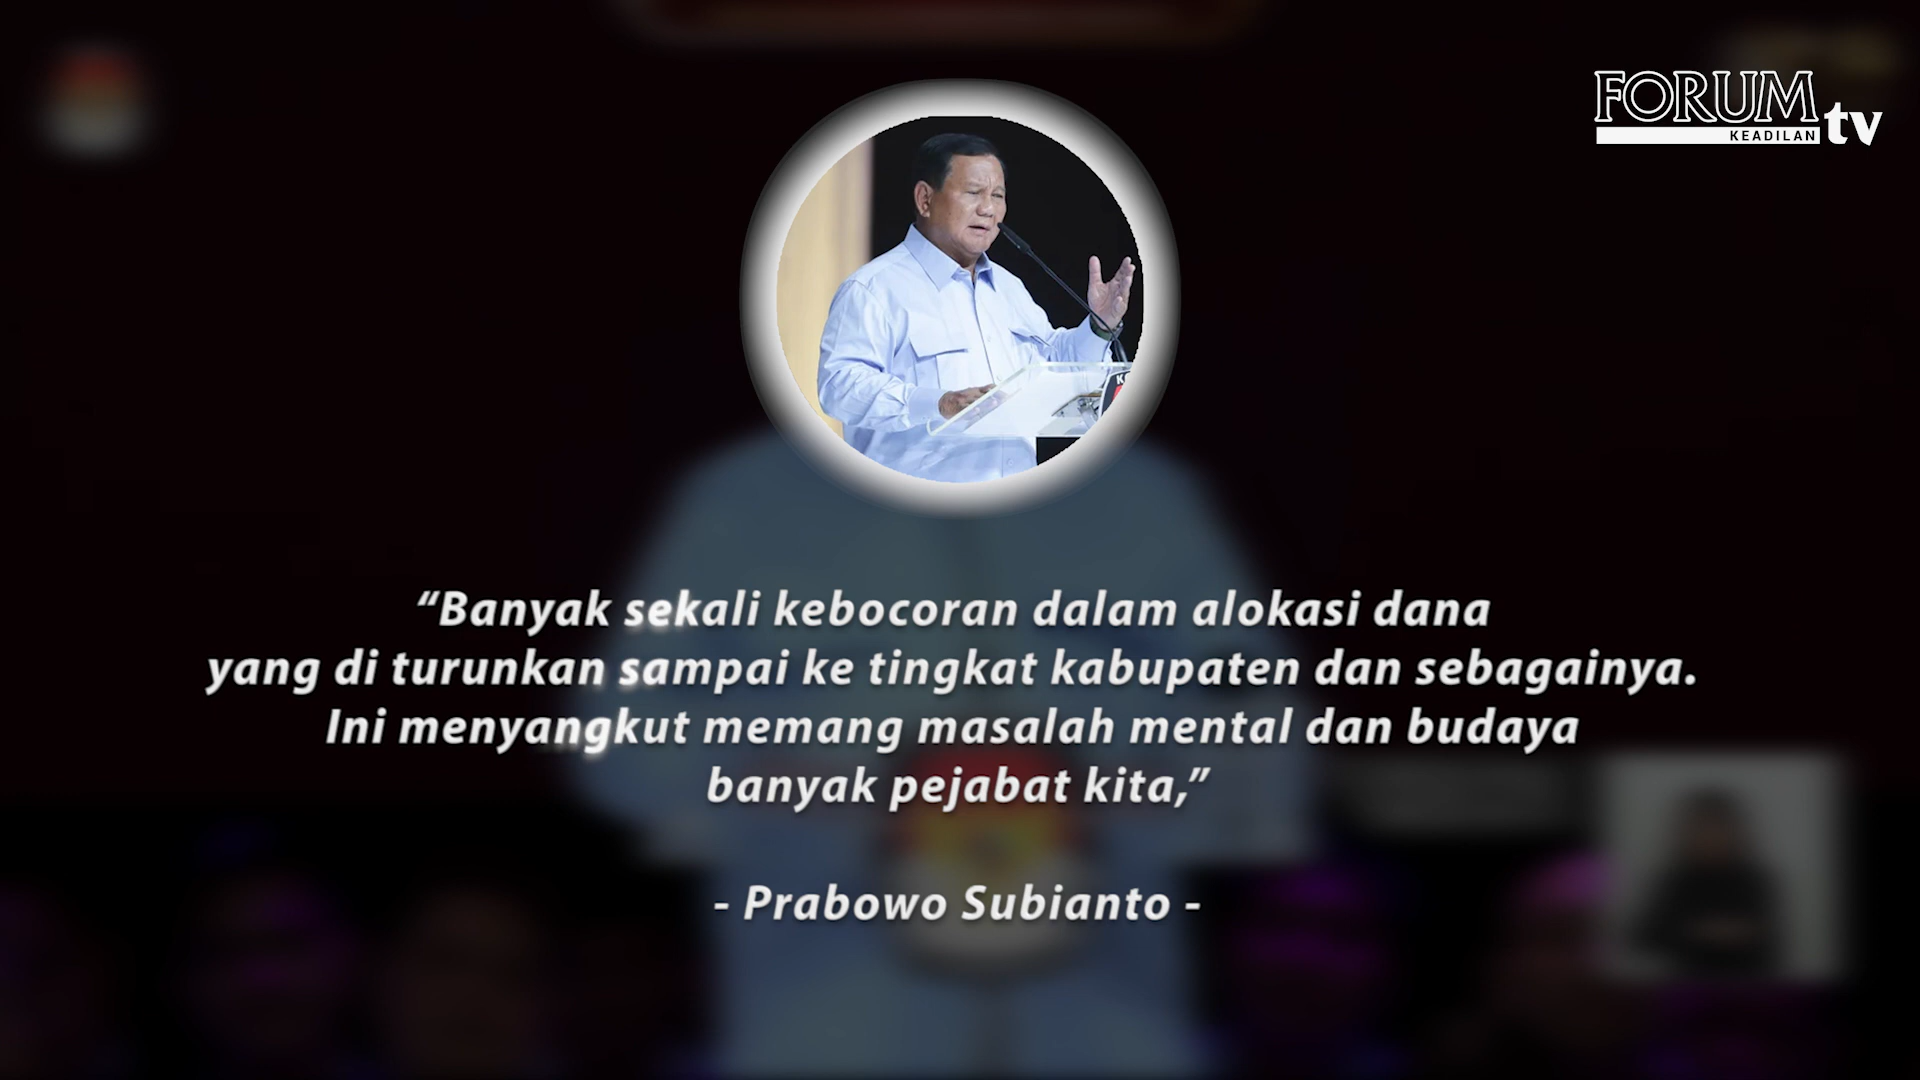 FORUM
KEADILAN
tv
“Banyak sekali kebocoran dalam alokasi dana
yang di turunkan sampai ke tingkat kabupaten dan sebagainya.
Ini menyangkut memang masalah mental dan budaya
banyak pejabat kita,”
- Prabowo Subianto -